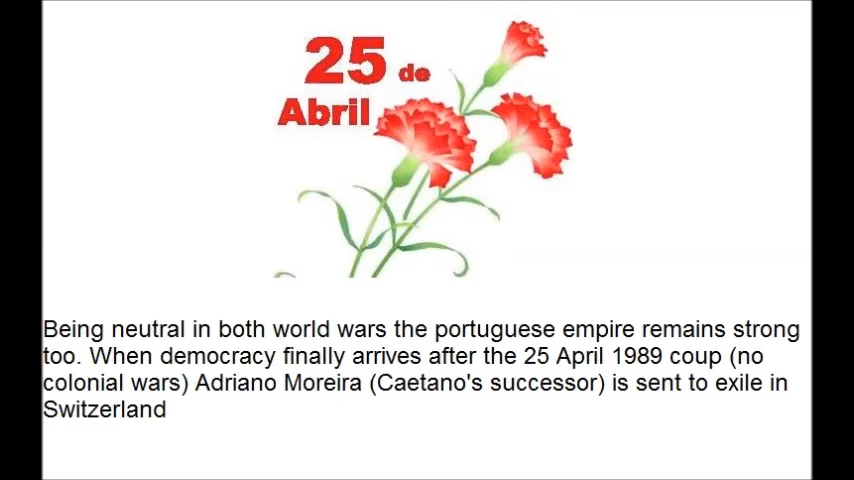 25 de
Abril
Being neutral in both world wars the portuguese empire remains strong
too. When democracy finally arrives after the 25 April 1989 coup (no
colonial wars) Adriano Moreira (Caetano's successor) is sent to exile in
Switzerland